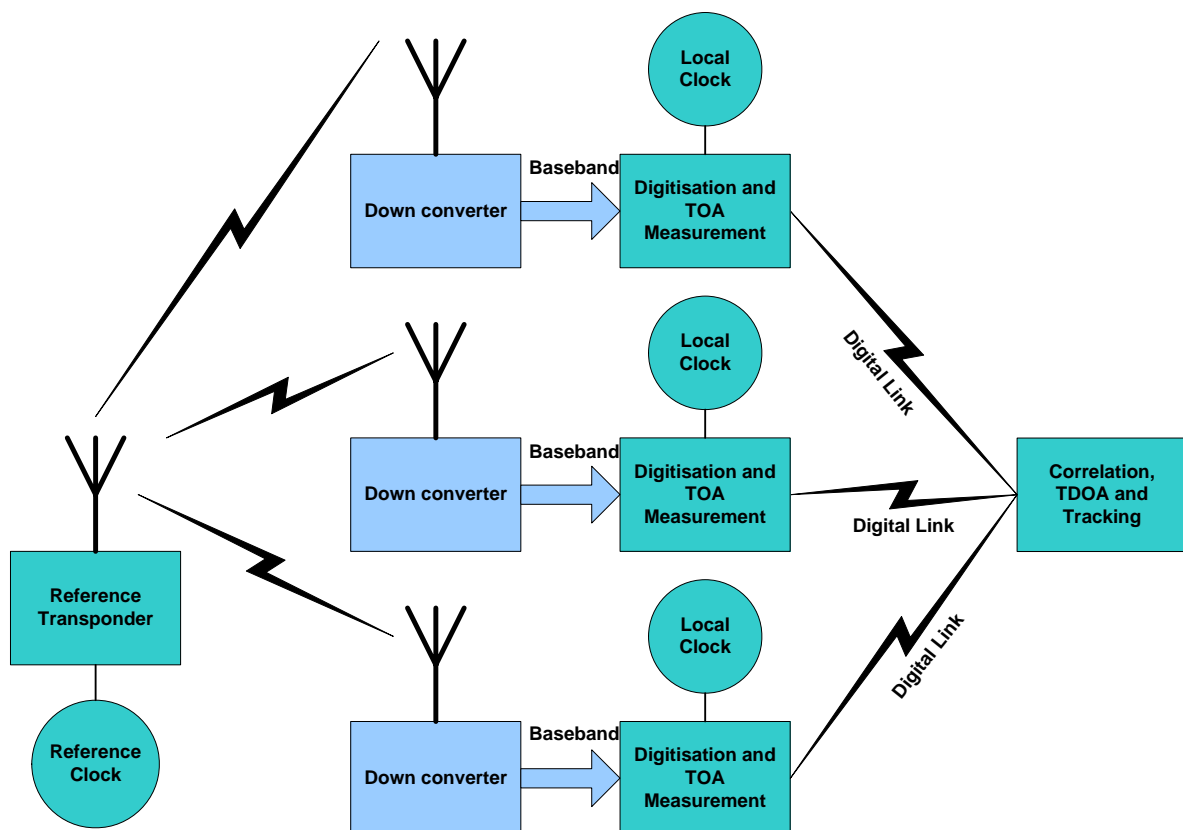 Local
Clock
Baseband
Down converter
Digitisation and
TOA
Measurement
Digital Link
Local
Clock
Baseband
Down converter
Digitisation and
TOA
Measurement
Digital Link
Correlation,
TDOA and
Tracking
Reference
Transponder
Reference
Clock
Local
Clock
Baseband
Down converter
Digitisation and
TOA
Measurement
Digital Link